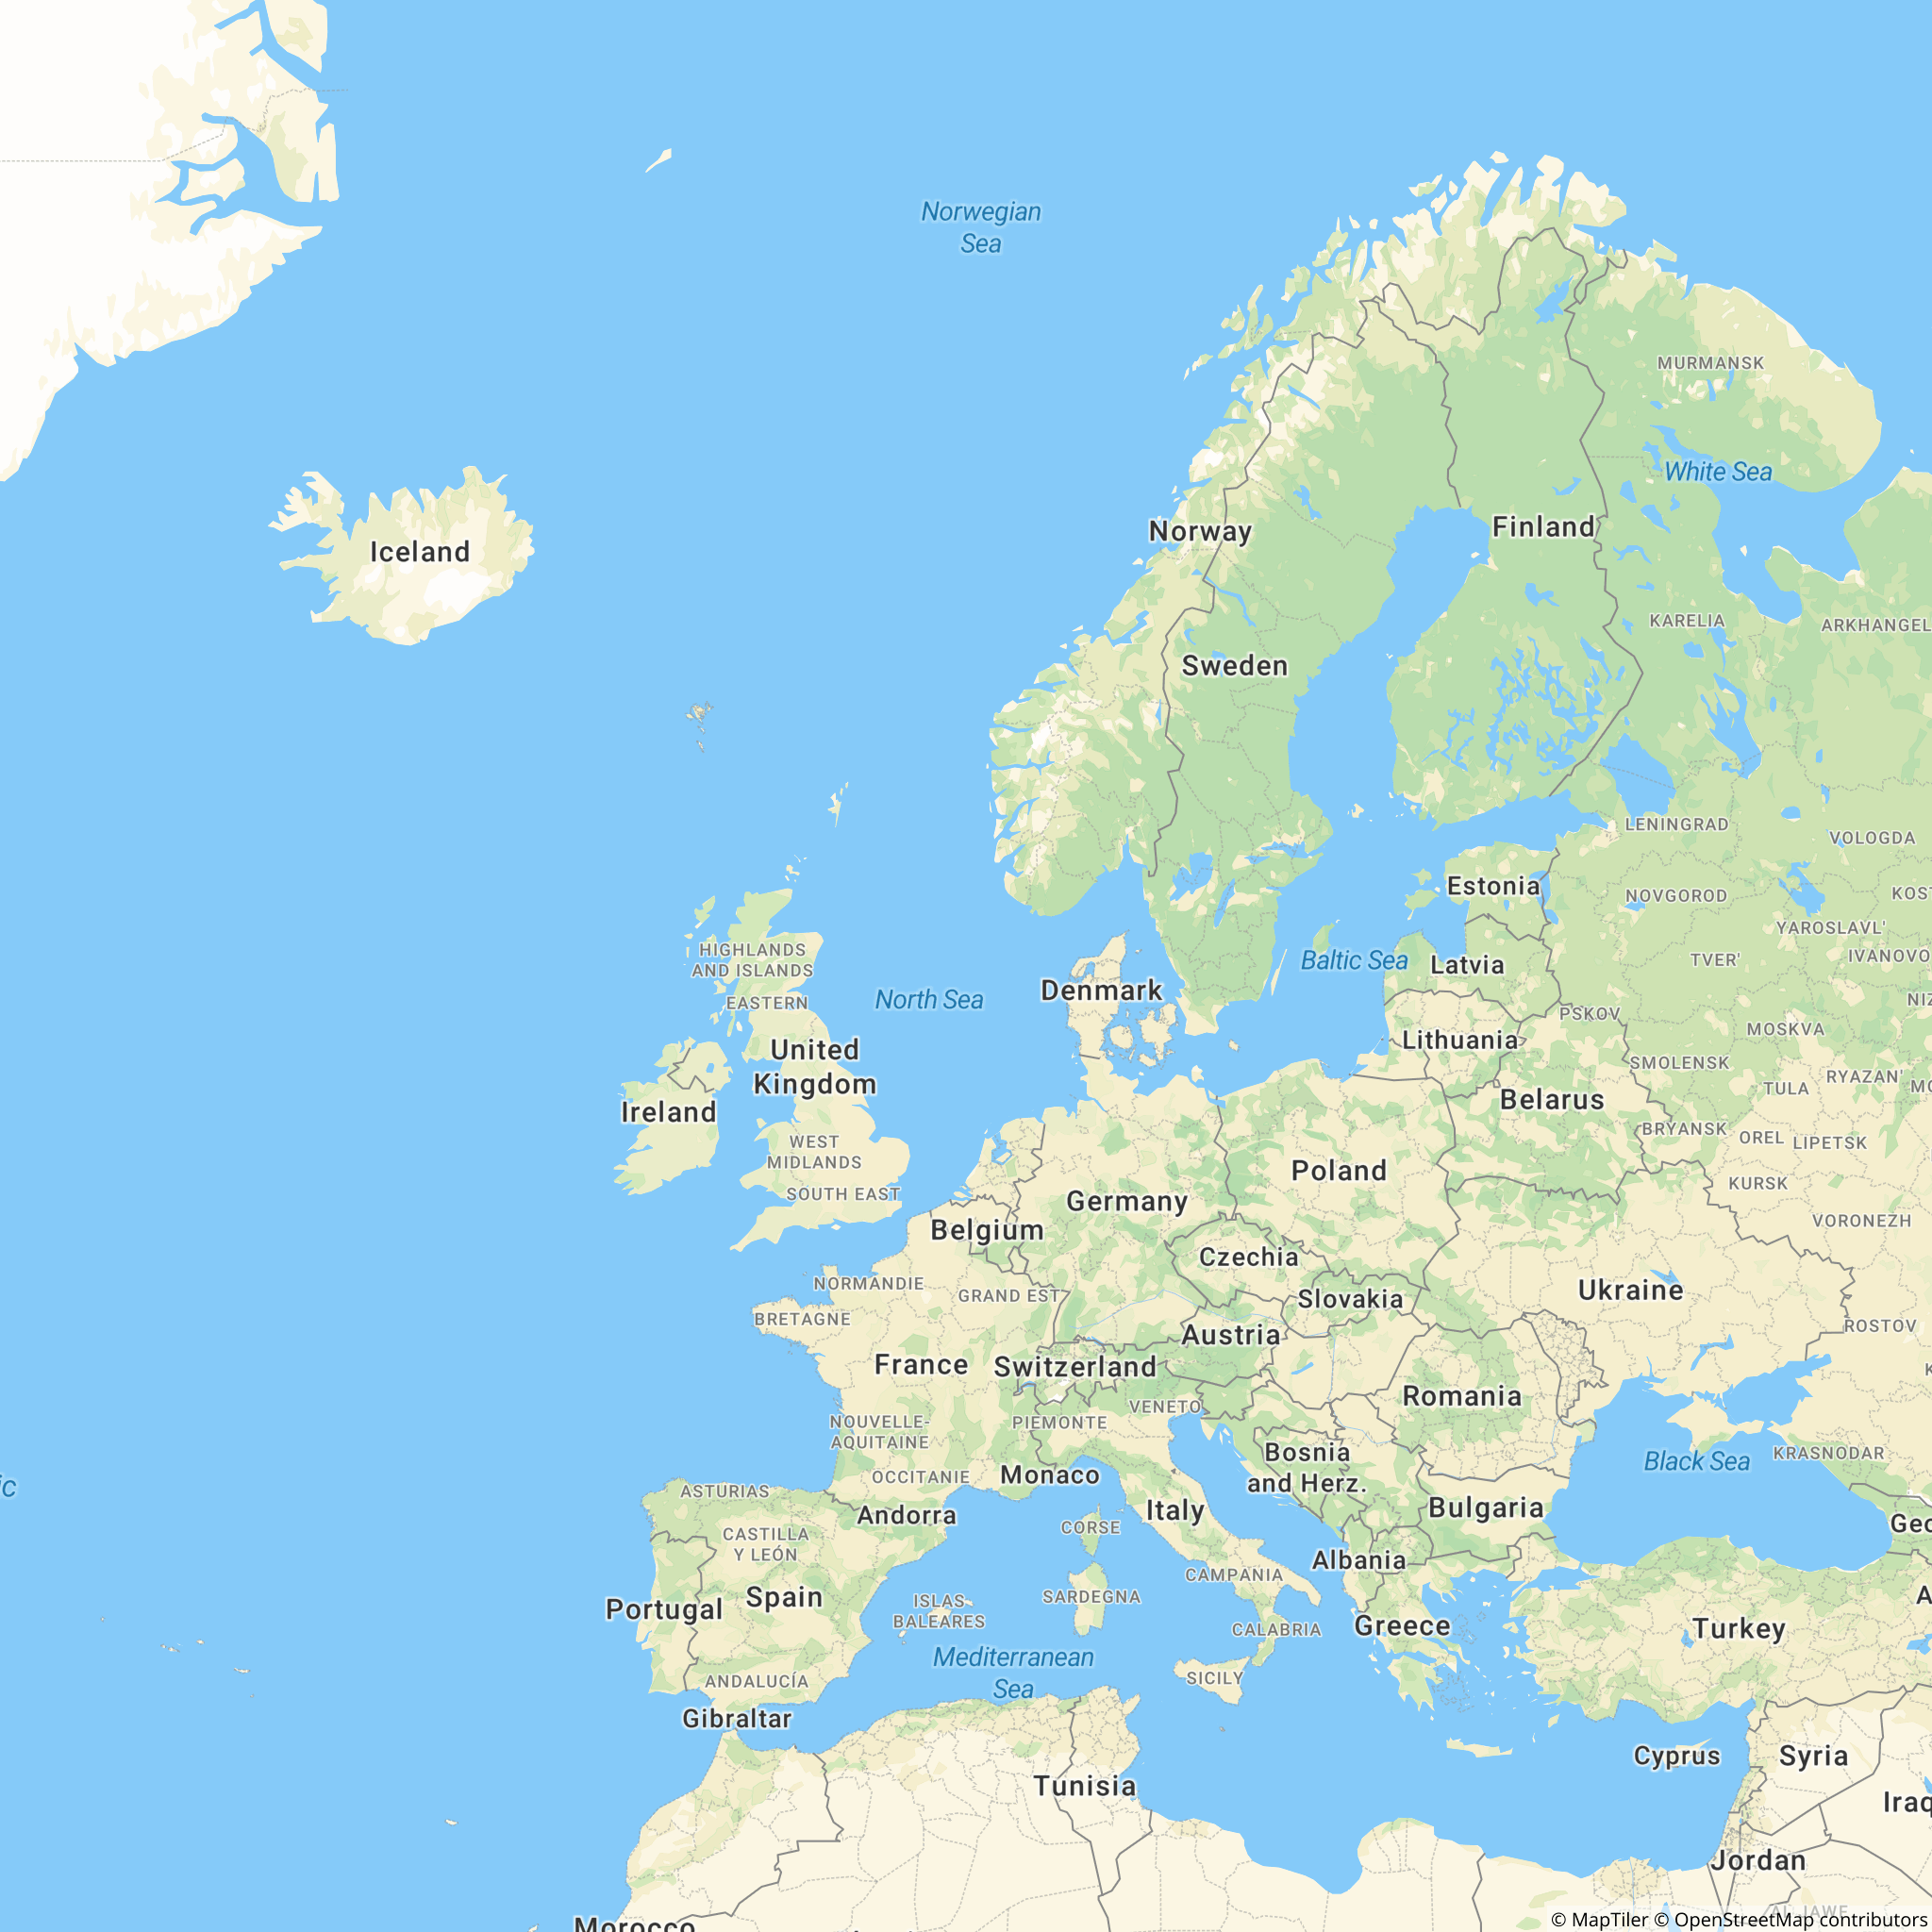 Norwegian
Sea
MURMANSK
White Sea
Norway
Finland
Iceland
KARELIA
ARKHANGEL
Sweden
LENINGRAD
VOLOGDA
Estonia
NOVGOROD
KOST
YAROSLAVL'
HIGHLANDS
AND ISLANDS
Baltic Sea
Latvia
TVER'
IVANOVO
EASTERN
North Sea
Denmark
NIZ
PSKOV
MOSKVA
United
Kingdom
Lithuania
SMOLENSK
RYAZAN'
MO
TULA
Ireland
Belarus
BRYANSK
OREL
LIPETSK
WEST
MIDLANDS
Poland
KURSK
SOUTH EAST
Germany
VORONEZH
Belgium
Czechia
NORMANDIE
GRAND EST
Slovakia
Ukraine
BRETAGNE
Austria
ROSTOV
France
Switzerland
K
Romania
NOUVELLE-
AQUITAINE
PIEMONTE
VENETO
Bosnia
and Herz.
Black Sea
KRASNODAR
OCCITANIE
Monaco
ic
ASTURIAS
Andorra
Italy
Bulgaria
CORSE
Geo
CASTILLA
Y LEÓN
Albania
CAMPANIA
Spain
Portugal
ISLAS
BALEARES
SARDEGNA
A
CALABRIA
Greece
Turkey
Mediterranean
Sea
ANDALUCÍA
SICILY
Gibraltar
Cyprus
Syria
Tunisia
Iraq
Jordan
AL JAWF
Morocco
© MapTiler © OpenStreetMap contributors